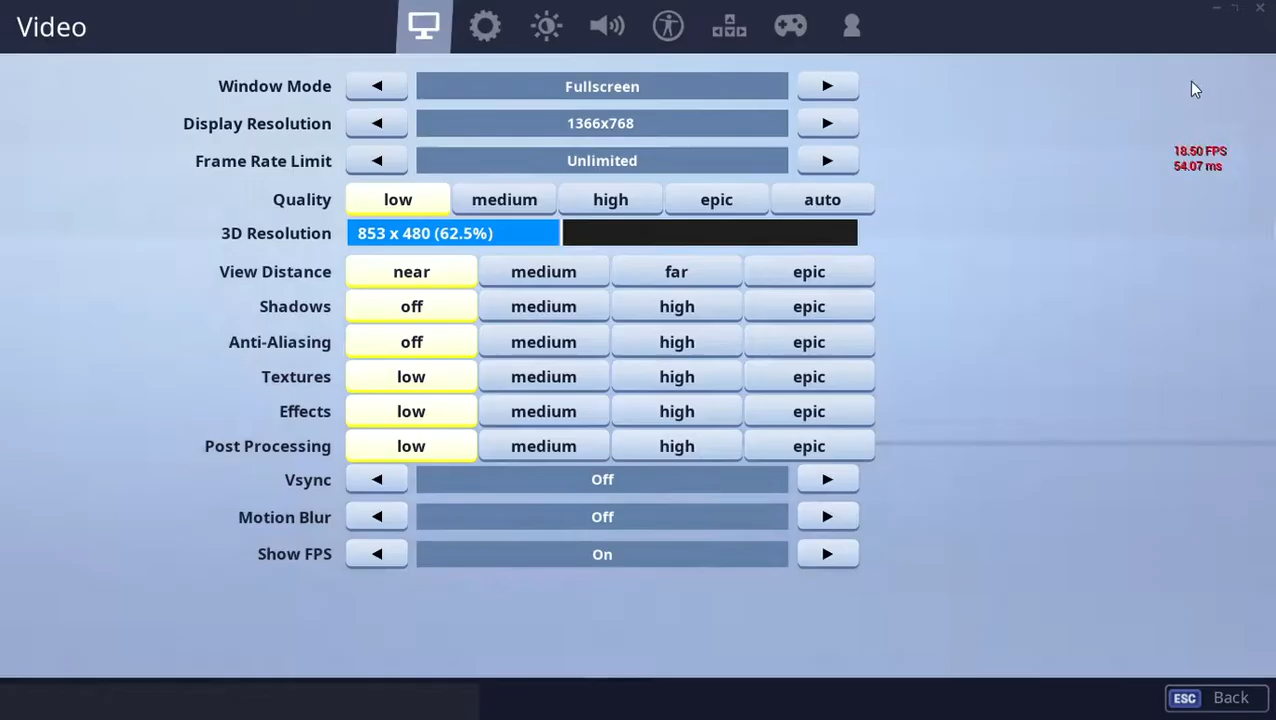 Video
Window Mode ◀ Fullscreen ▶
Display Resolution ◀ 1366x768 ▶
18.50 FPS
54.07 ms
Frame Rate Limit ◀ Unlimited ▶
Quality low medium high epic auto
3D Resolution 853 x 480 (62.5%)
View Distance near medium far epic
Shadows off medium high epic
Anti-Aliasing off medium high epic
Textures low medium high epic
Effects low medium high epic
Post Processing low medium high epic
Vsync ◀ Off ▶
Motion Blur ◀ Off ▶
Show FPS ◀ On ▶
ESC Back